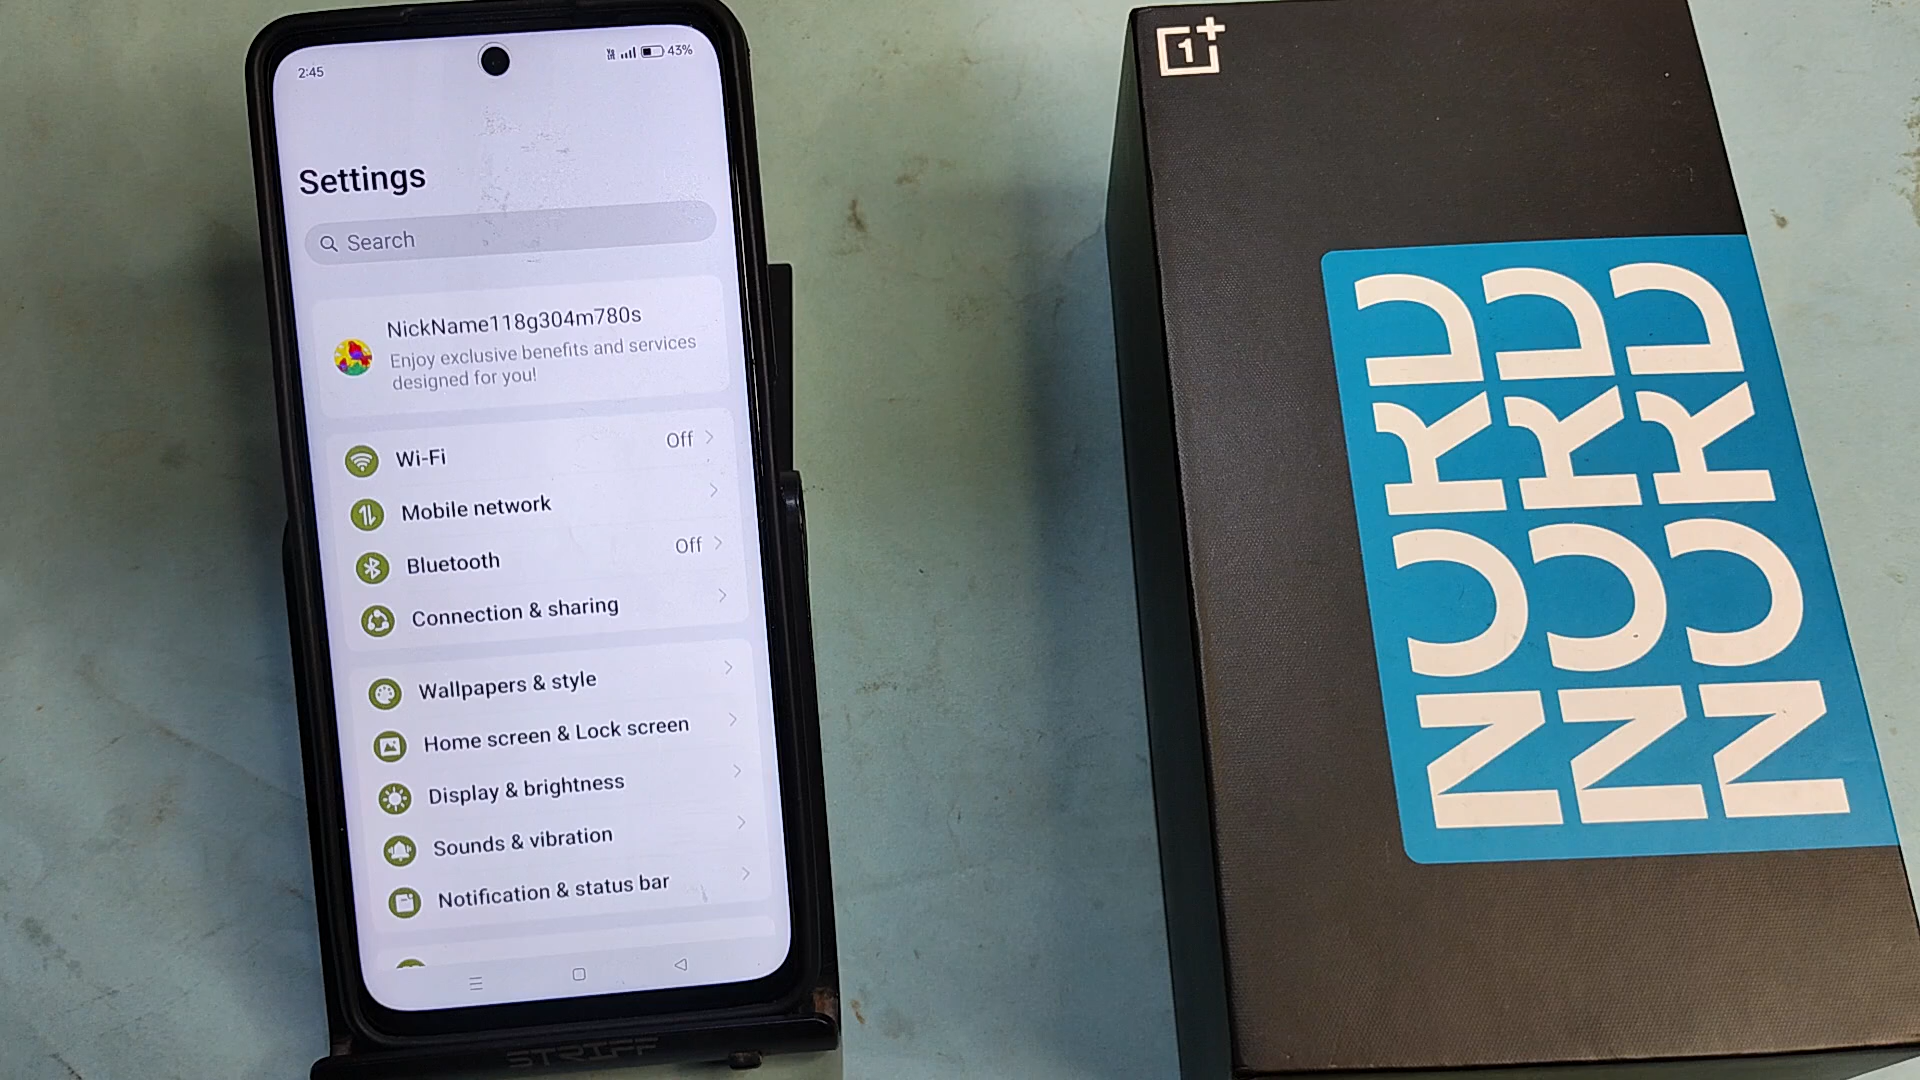 2:45
43%
Settings
Search
NickName118g304m780s
Enjoy exclusive benefits and services
designed for you!
Wi-Fi
Off
Mobile network
Bluetooth
Off
Connection & sharing
Wallpapers & style
Home screen & Lock screen
Display & brightness
Sounds & vibration
Notification & status bar
STRIFF
1+
NORD
NORD
NORD